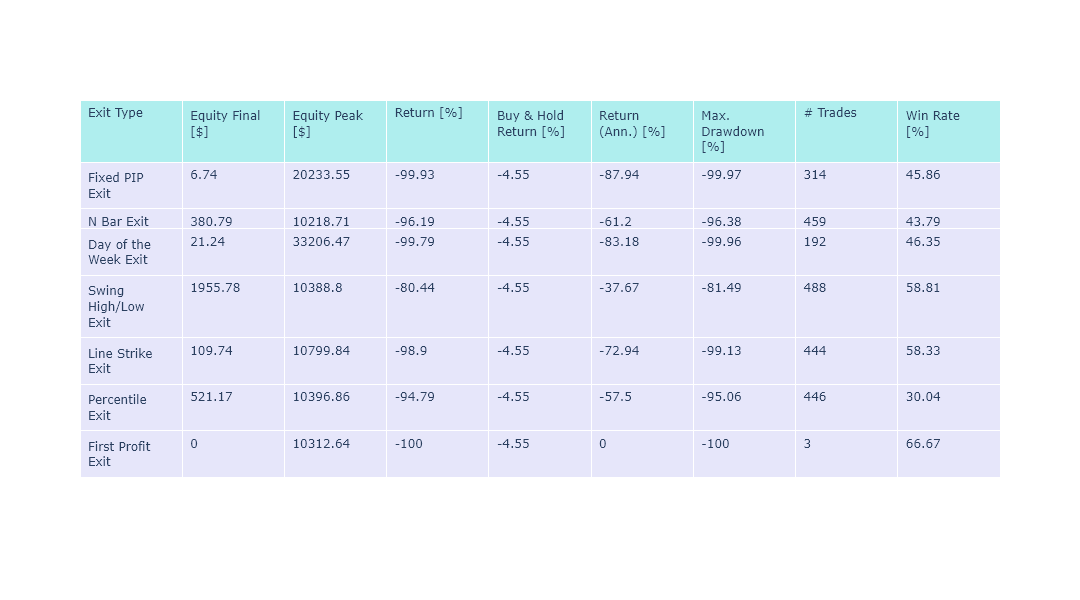 Exit Type Equity Final [$] Equity Peak [$] Return [%] Buy & Hold Return [%] Return (Ann.) [%] Max. Drawdown [%] # Trades Win Rate [%]
Fixed PIP Exit 6.74 20233.55 -99.93 -4.55 -87.94 -99.97 314 45.86
N Bar Exit 380.79 10218.71 -96.19 -4.55 -61.2 -96.38 459 43.79
Day of the Week Exit 21.24 33206.47 -99.79 -4.55 -83.18 -99.96 192 46.35
Swing High/Low Exit 1955.78 10388.8 -80.44 -4.55 -37.67 -81.49 488 58.81
Line Strike Exit 109.74 10799.84 -98.9 -4.55 -72.94 -99.13 444 58.33
Percentile Exit 521.17 10396.86 -94.79 -4.55 -57.5 -95.06 446 30.04
First Profit Exit 0 10312.64 -100 -4.55 0 -100 3 66.67